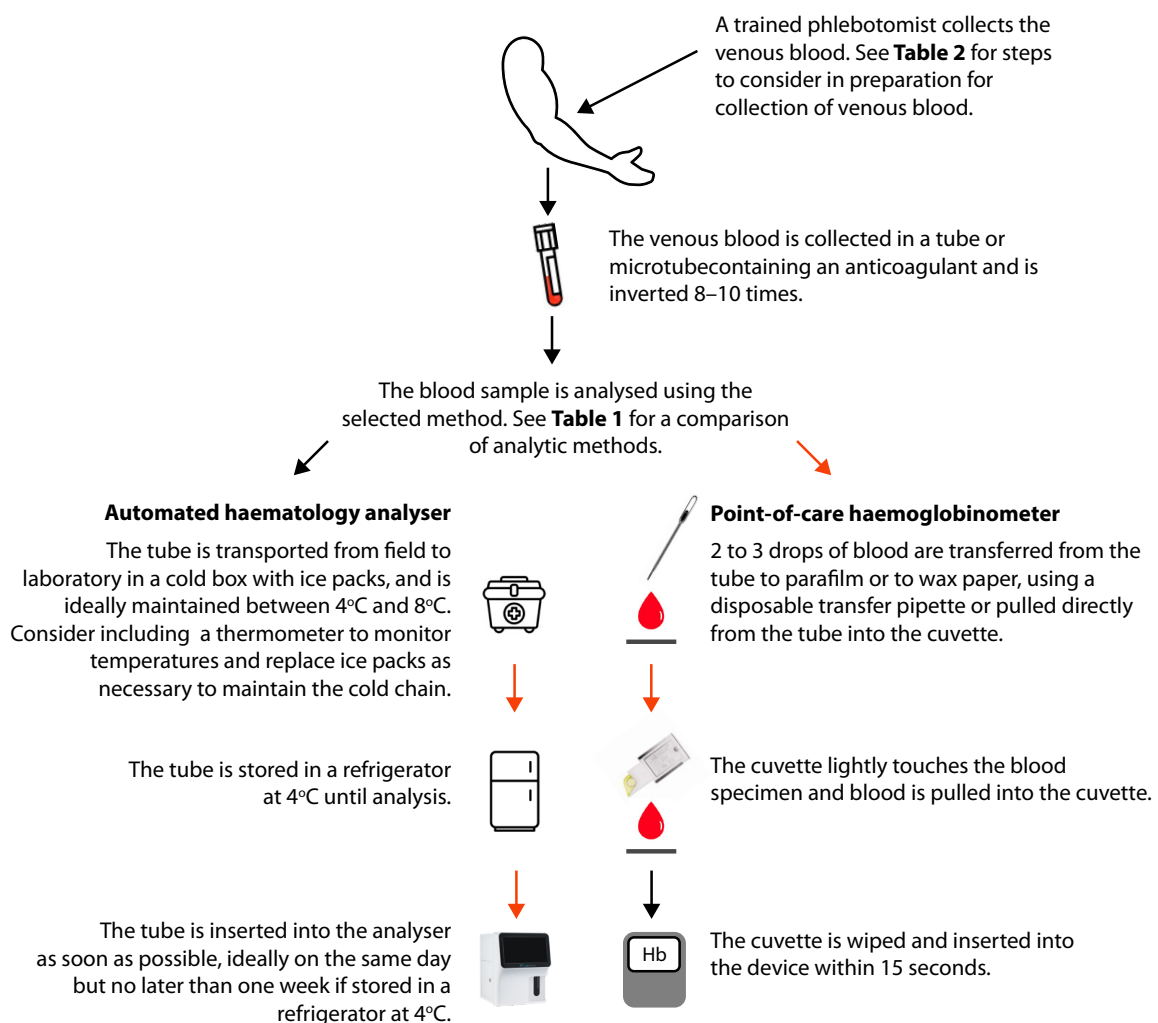 A trained phlebotomist collects the
venous blood. See Table 2 for steps
to consider in preparation for
collection of venous blood.
The venous blood is collected in a tube or
microtubecontaining an anticoagulant and is
inverted 8–10 times.
The blood sample is analysed using the
selected method. See Table 1 for a comparison
of analytic methods.
Automated haematology analyser
The tube is transported from field to
laboratory in a cold box with ice packs, and is
ideally maintained between 4ºC and 8ºC.
Consider including a thermometer to monitor
temperatures and replace ice packs as
necessary to maintain the cold chain.
The tube is stored in a refrigerator
at 4ºC until analysis.
The tube is inserted into the analyser
as soon as possible, ideally on the same day
but no later than one week if stored in a
refrigerator at 4ºC.
Point-of-care haemoglobinometer
2 to 3 drops of blood are transferred from the
tube to parafilm or to wax paper, using a
disposable transfer pipette or pulled directly
from the tube into the cuvette.
The cuvette lightly touches the blood
specimen and blood is pulled into the cuvette.
Hb
The cuvette is wiped and inserted into
the device within 15 seconds.